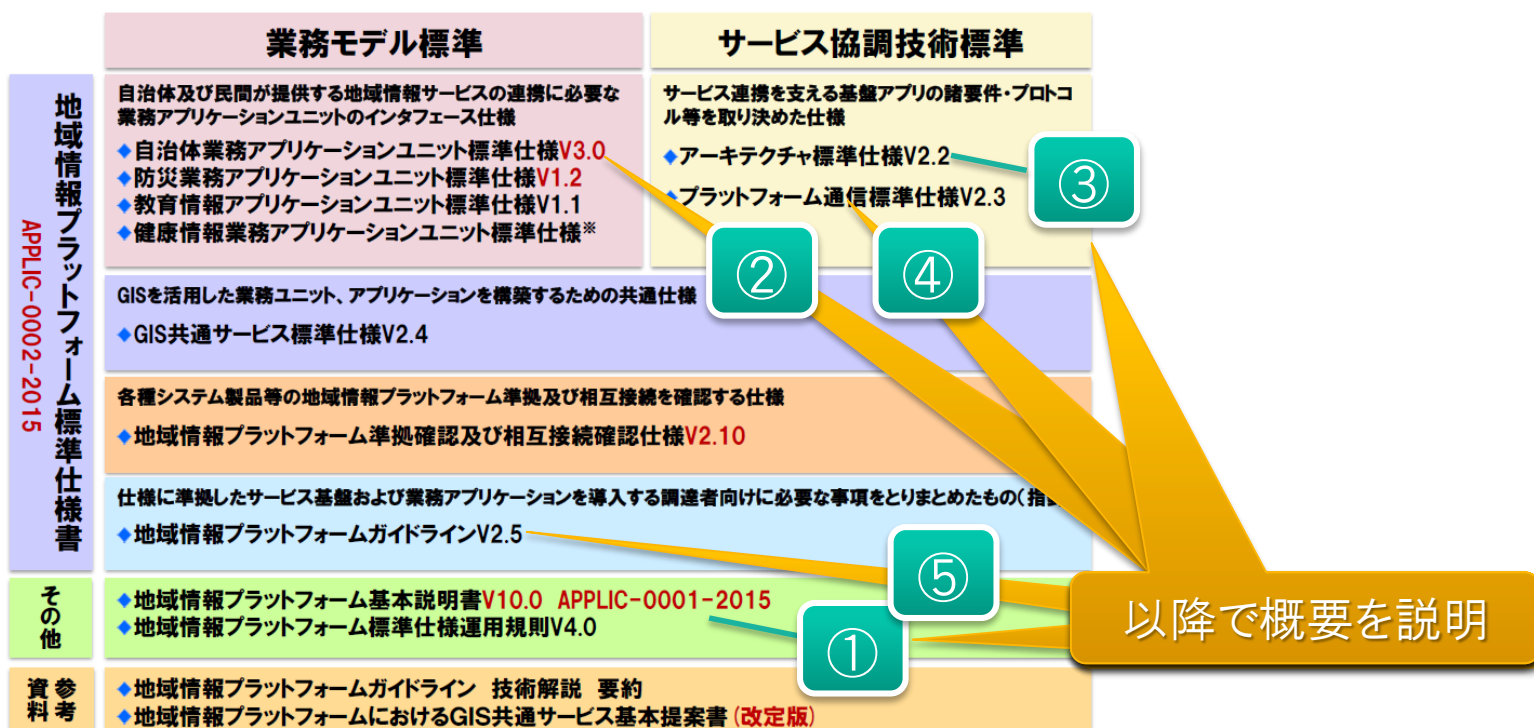 業務モデル標準
サービス協調技術標準
地域情報プラットフォーム標準仕様書
APPLIC-0002-2015
自治体及び民間が提供する地域情報サービスの連携に必要な
業務アプリケーションユニットのインタフェース仕様
◆自治体業務アプリケーションユニット標準仕様V3.0
◆防災業務アプリケーションユニット標準仕様V1.2
◆教育情報アプリケーションユニット標準仕様V1.1
◆健康情報業務アプリケーションユニット標準仕様※
サービス連携を支える基盤アプリの諸要件・プロトコ
ル等を取り決めた仕様
◆アーキテクチャ標準仕様V2.2
◆プラットフォーム通信標準仕様V2.3
③
②
④
GISを活用した業務ユニット、アプリケーションを構築するための共通仕様
◆GIS共通サービス標準仕様V2.4
各種システム製品等の地域情報プラットフォーム準拠及び相互接続を確認する仕様
◆地域情報プラットフォーム準拠確認及び相互接続確認仕様V2.10
仕様に準拠したサービス基盤および業務アプリケーションを導入する調達者向けに必要な事項をとりまとめたもの(指
◆地域情報プラットフォームガイドラインV2.5
⑤
その他
◆地域情報プラットフォーム基本説明書V10.0 APPLIC-0001-2015
◆地域情報プラットフォーム標準仕様運用規則V4.0
①
以降で概要を説明
参考
資料
◆地域情報プラットフォームガイドライン 技術解説 要約
◆地域情報プラットフォームにおけるGIS共通サービス基本提案書(改定版)